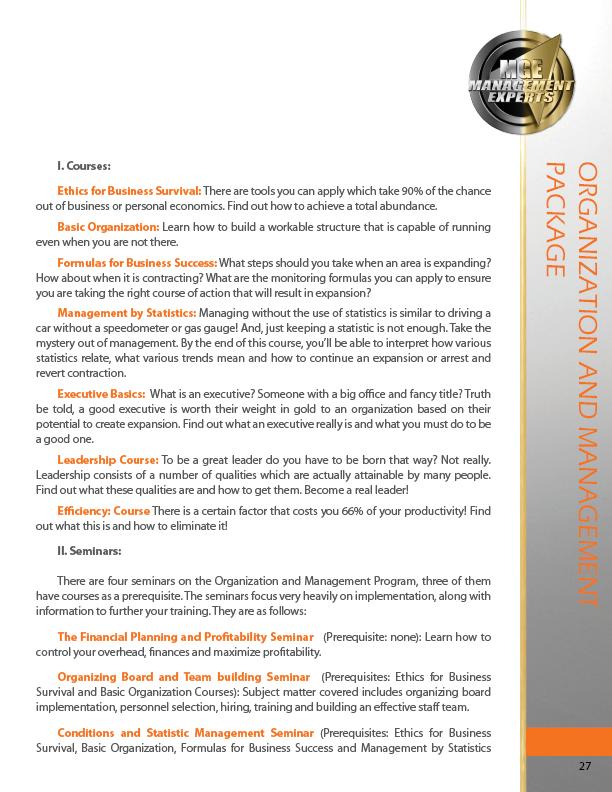 MGE
MANAGEMENT
EXPERTS
I. Courses:
Ethics for Business Survival: There are tools you can apply which take 90% of the chance
out of business or personal economics. Find out how to achieve a total abundance.
Basic Organization: Learn how to build a workable structure that is capable of running
even when you are not there.
Formulas for Business Success: What steps should you take when an area is expanding?
How about when it is contracting? What are the monitoring formulas you can apply to ensure
you are taking the right course of action that will result in expansion?
Management by Statistics: Managing without the use of statistics is similar to driving a
car without a speedometer or gas gauge! And, just keeping a statistic is not enough. Take the
mystery out of management. By the end of this course, you'll be able to interpret how various
statistics relate, what various trends mean and how to continue an expansion or arrest and
revert contraction.
Executive Basics: What is an executive? Someone with a big office and fancy title? Truth
be told, a good executive is worth their weight in gold to an organization based on their
potential to create expansion. Find out what an executive really is and what you must do to be
a good one.
Leadership Course: To be a great leader do you have to be born that way? Not really.
Leadership consists of a number of qualities which are actually attainable by many people.
Find out what these qualities are and how to get them. Become a real leader!
Efficiency: Course There is a certain factor that costs you 66% of your productivity! Find
out what this is and how to eliminate it!
II. Seminars:
There are four seminars on the Organization and Management Program, three of them
have courses as a prerequisite. The seminars focus very heavily on implementation, along with
information to further your training. They are as follows:
The Financial Planning and Profitability Seminar (Prerequisite: none): Learn how to
control your overhead, finances and maximize profitability.
Organizing Board and Team building Seminar (Prerequisites: Ethics for Business
Survival and Basic Organization Courses): Subject matter covered includes organizing board
implementation, personnel selection, hiring, training and building an effective staff team.
Conditions and Statistic Management Seminar (Prerequisites: Ethics for Business
Survival, Basic Organization, Formulas for Business Success and Management by Statistics
ORGANIZATION AND MANAGEMENT
PACKAGE
27